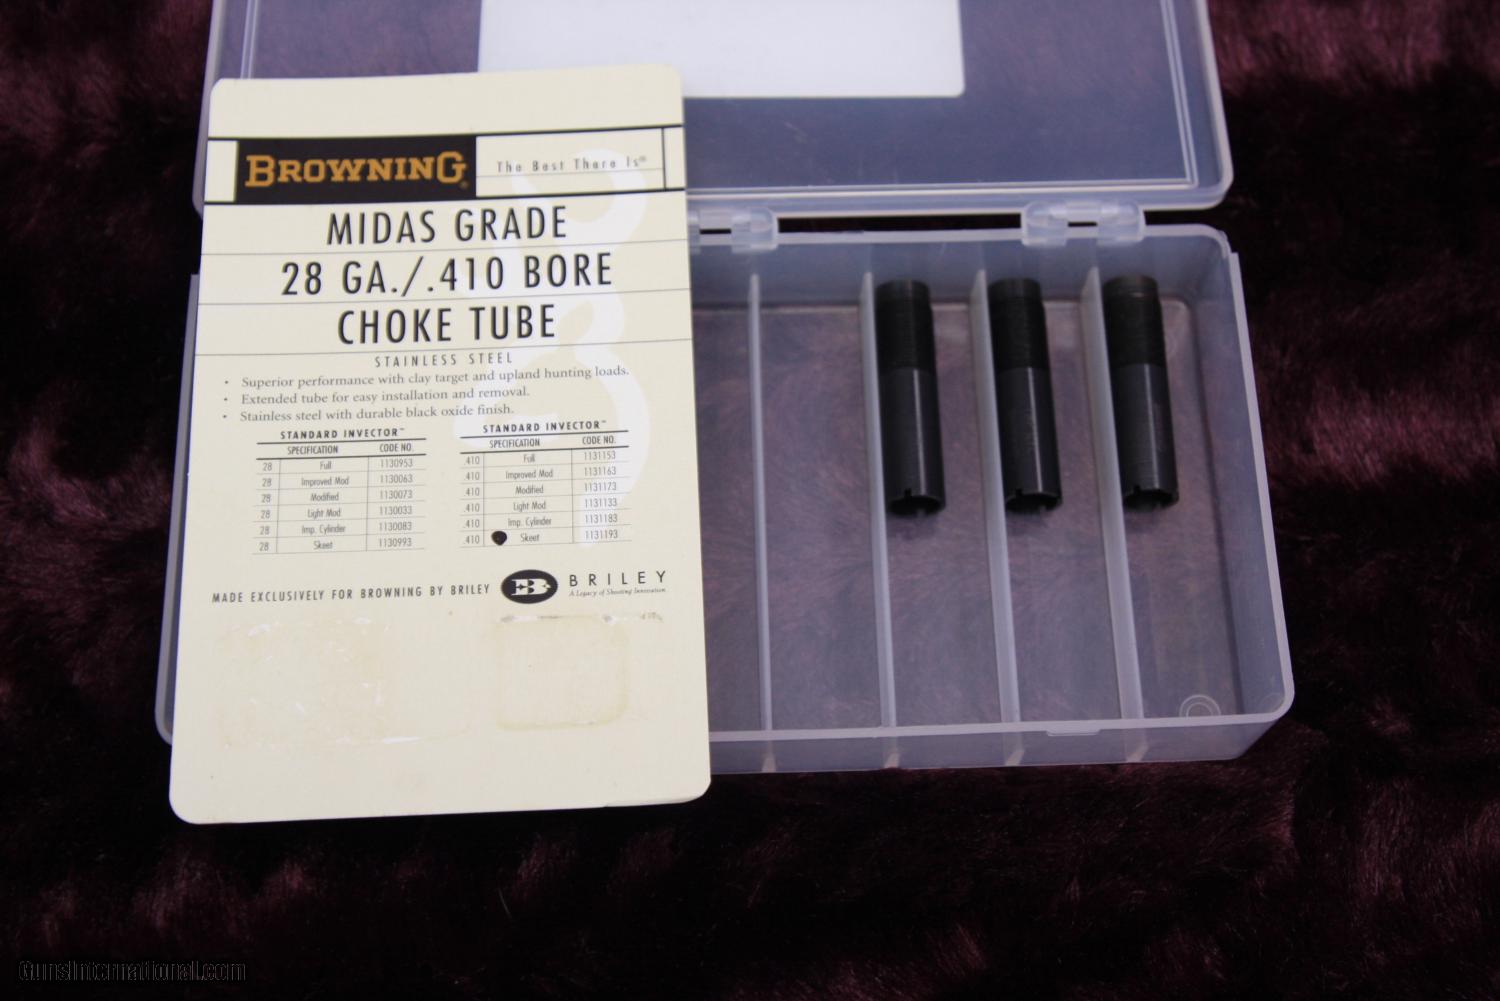 BROWNING®
The Best There Is®
MIDAS GRADE
28 GA./.410 BORE
CHOKE TUBE
STAINLESS STEEL
• Superior performance with clay target and upland hunting loads.
• Extended tube for easy installation and removal.
• Stainless steel with durable black oxide finish.
STANDARD INVECTOR™
SPECIFICATION CODE NO.
28 Full 1130953
28 Improved Mod 1130063
28 Modified 1130073
28 Light Mod 1130033
28 Imp. Cylinder 1130083
28 Skeet 1130993
STANDARD INVECTOR™
SPECIFICATION CODE NO.
.410 Full 1131153
.410 Improved Mod 1131163
.410 Modified 1131173
.410 Light Mod 1131133
.410 Imp. Cylinder 1131183
.410 Skeet 1131193
MADE EXCLUSIVELY FOR BROWNING BY BRILEY
BRILEY
A Legacy of Shooting Innovation.
GunsInternational.com